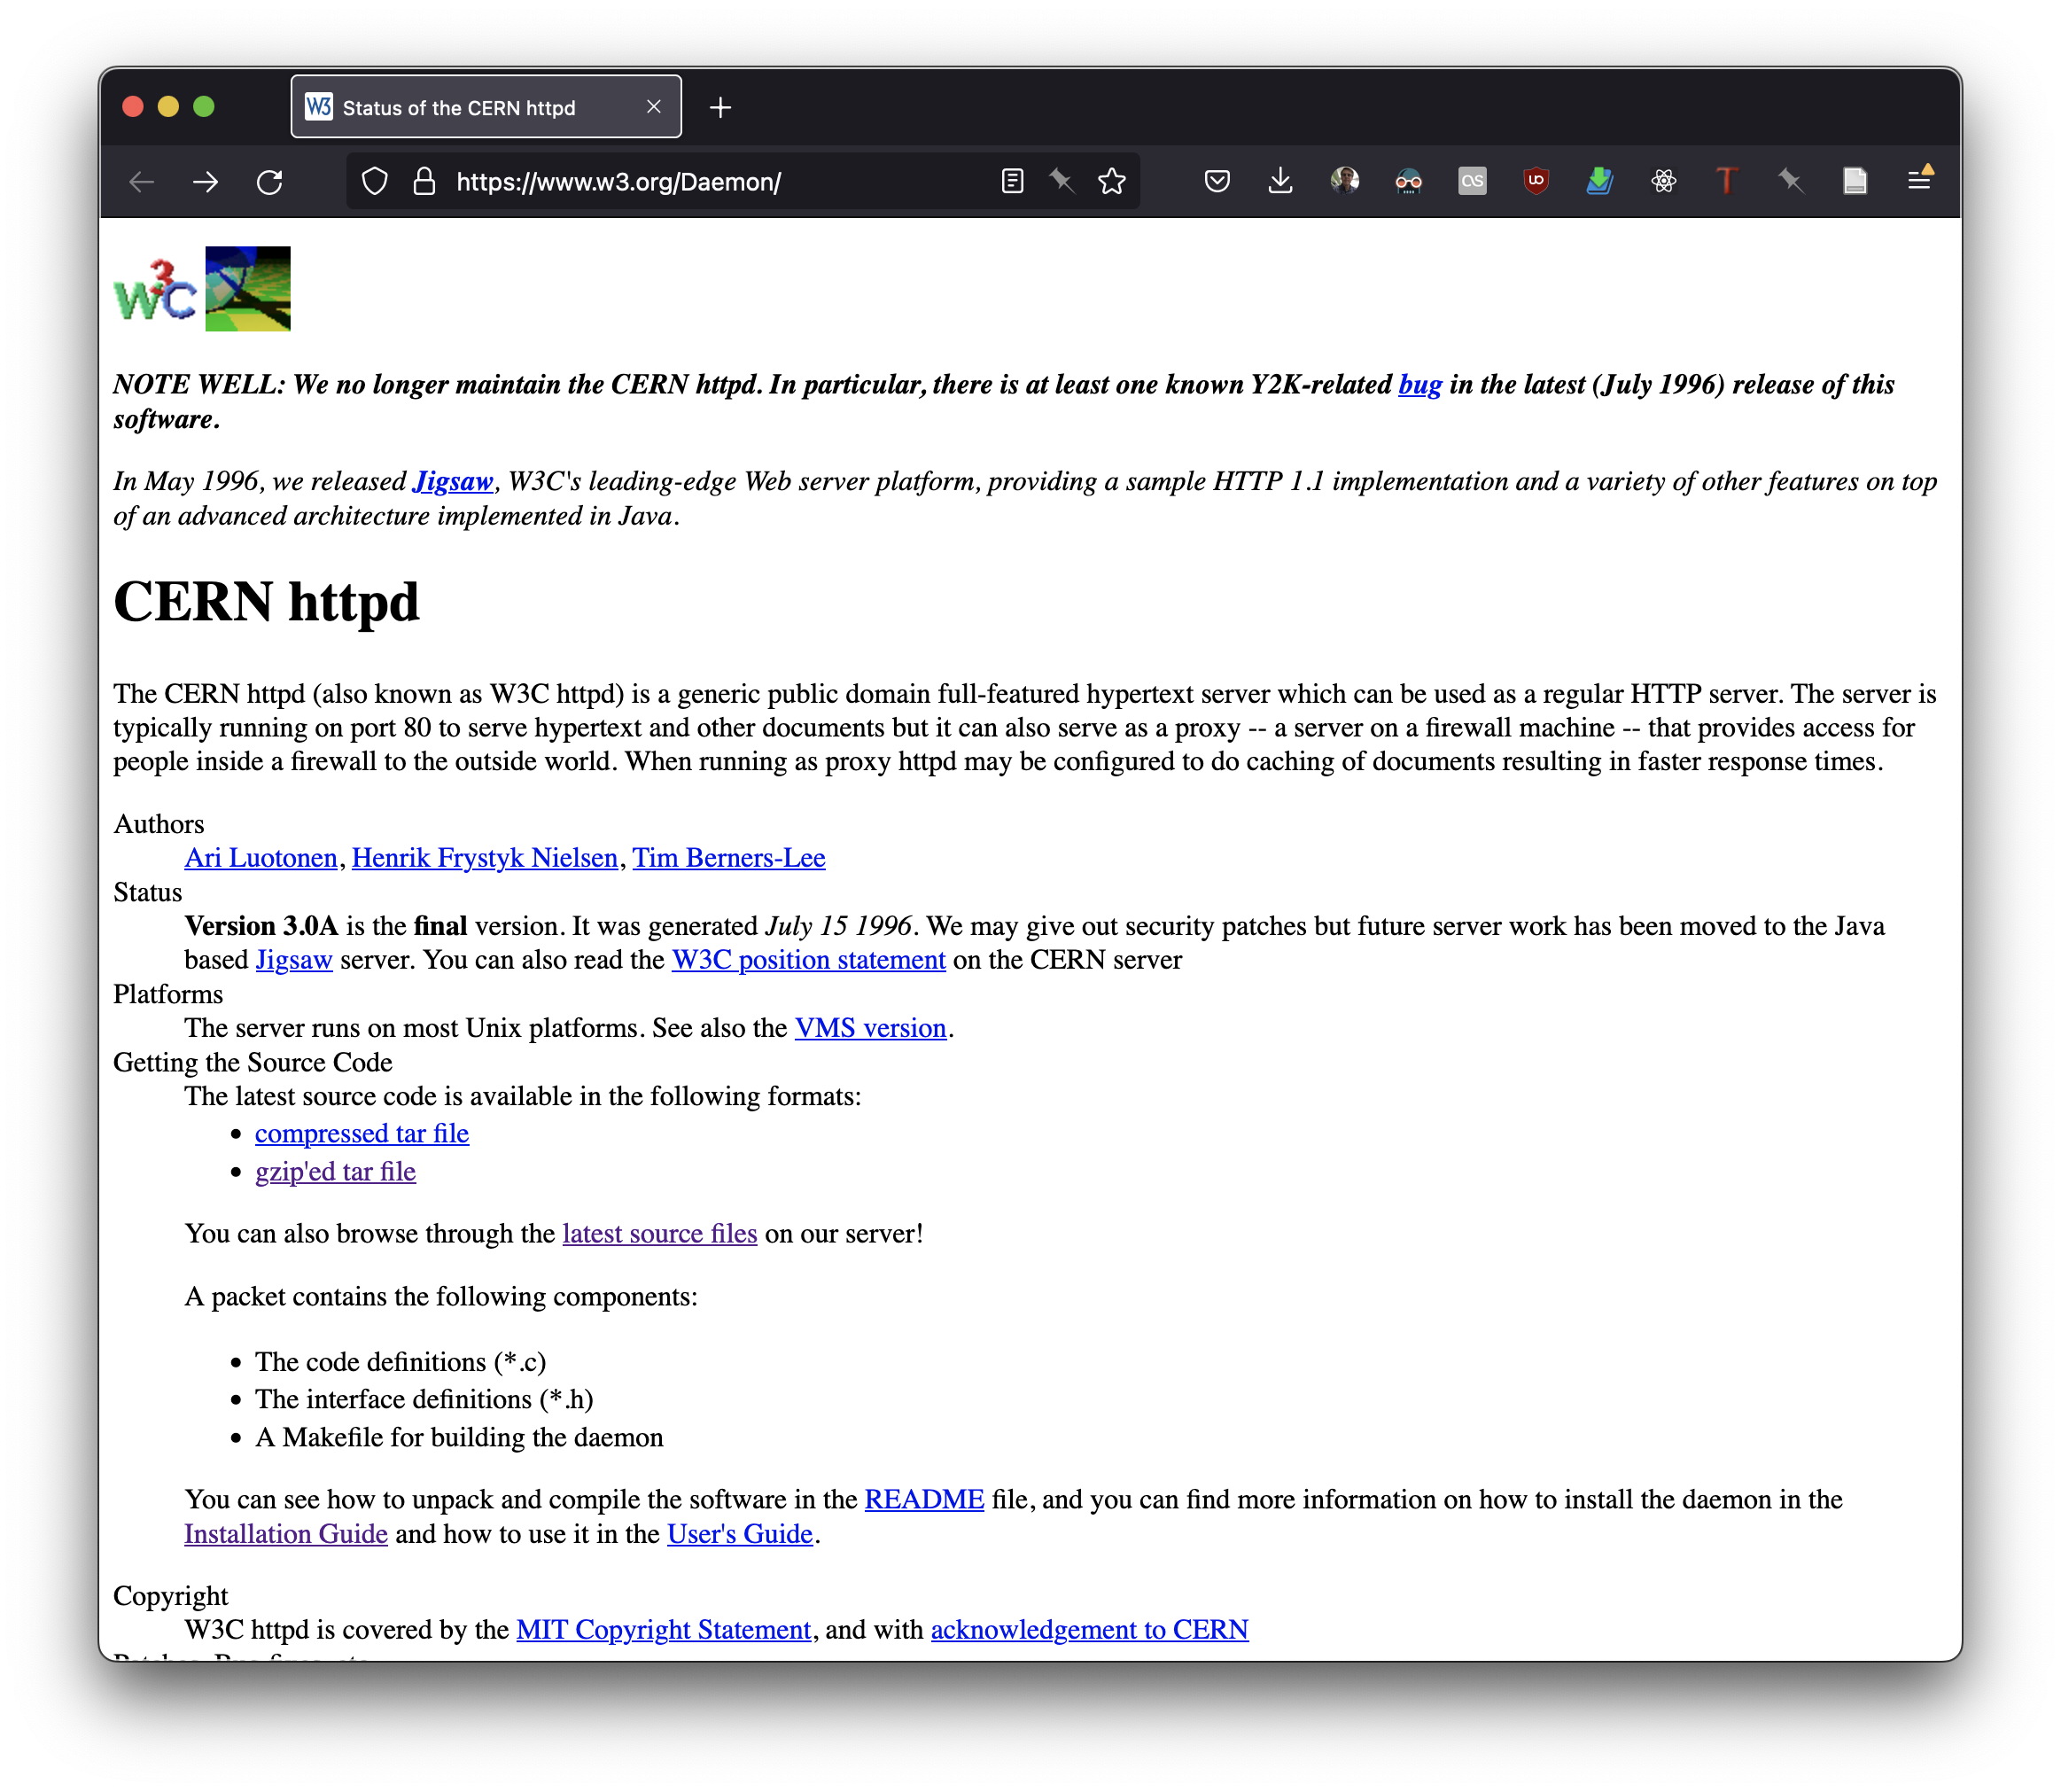 W3 Status of the CERN httpd
https://www.w3.org/Daemon/
W3C
NOTE WELL: We no longer maintain the CERN httpd. In particular, there is at least one known Y2K-related bug in the latest (July 1996) release of this
software.
In May 1996, we released Jigsaw, W3C's leading-edge Web server platform, providing a sample HTTP 1.1 implementation and a variety of other features on top
of an advanced architecture implemented in Java.
CERN httpd
The CERN httpd (also known as W3C httpd) is a generic public domain full-featured hypertext server which can be used as a regular HTTP server. The server is
typically running on port 80 to serve hypertext and other documents but it can also serve as a proxy -- a server on a firewall machine -- that provides access for
people inside a firewall to the outside world. When running as proxy httpd may be configured to do caching of documents resulting in faster response times.
Authors
Ari Luotonen, Henrik Frystyk Nielsen, Tim Berners-Lee
Status
Version 3.0A is the final version. It was generated July 15 1996. We may give out security patches but future server work has been moved to the Java
based Jigsaw server. You can also read the W3C position statement on the CERN server
Platforms
The server runs on most Unix platforms. See also the VMS version.
Getting the Source Code
The latest source code is available in the following formats:
• compressed tar file
• gzip'ed tar file
You can also browse through the latest source files on our server!
A packet contains the following components:
• The code definitions (*.c)
• The interface definitions (*.h)
• A Makefile for building the daemon
You can see how to unpack and compile the software in the README file, and you can find more information on how to install the daemon in the
Installation Guide and how to use it in the User's Guide.
Copyright
W3C httpd is covered by the MIT Copyright Statement, and with acknowledgement to CERN